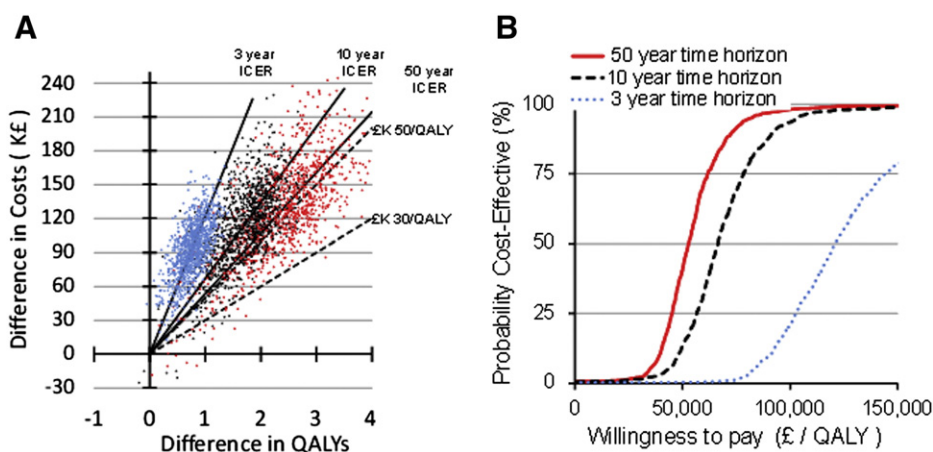 A
3 year
ICER
10 year
ICER
50 year
ICER
240
210
180
150
120
90
60
30
0
-30
£K 50/QALY
£K 30/QALY
-1 0 1 2 3 4
Difference in Costs ( K£)
Difference in QALYs
B
50 year time horizon
10 year time horizon
3 year time horizon
100
75
50
25
0
0 50,000 100,000 150,000
Probability Cost-Effective (%)
Willingness to pay (£ / QALY )